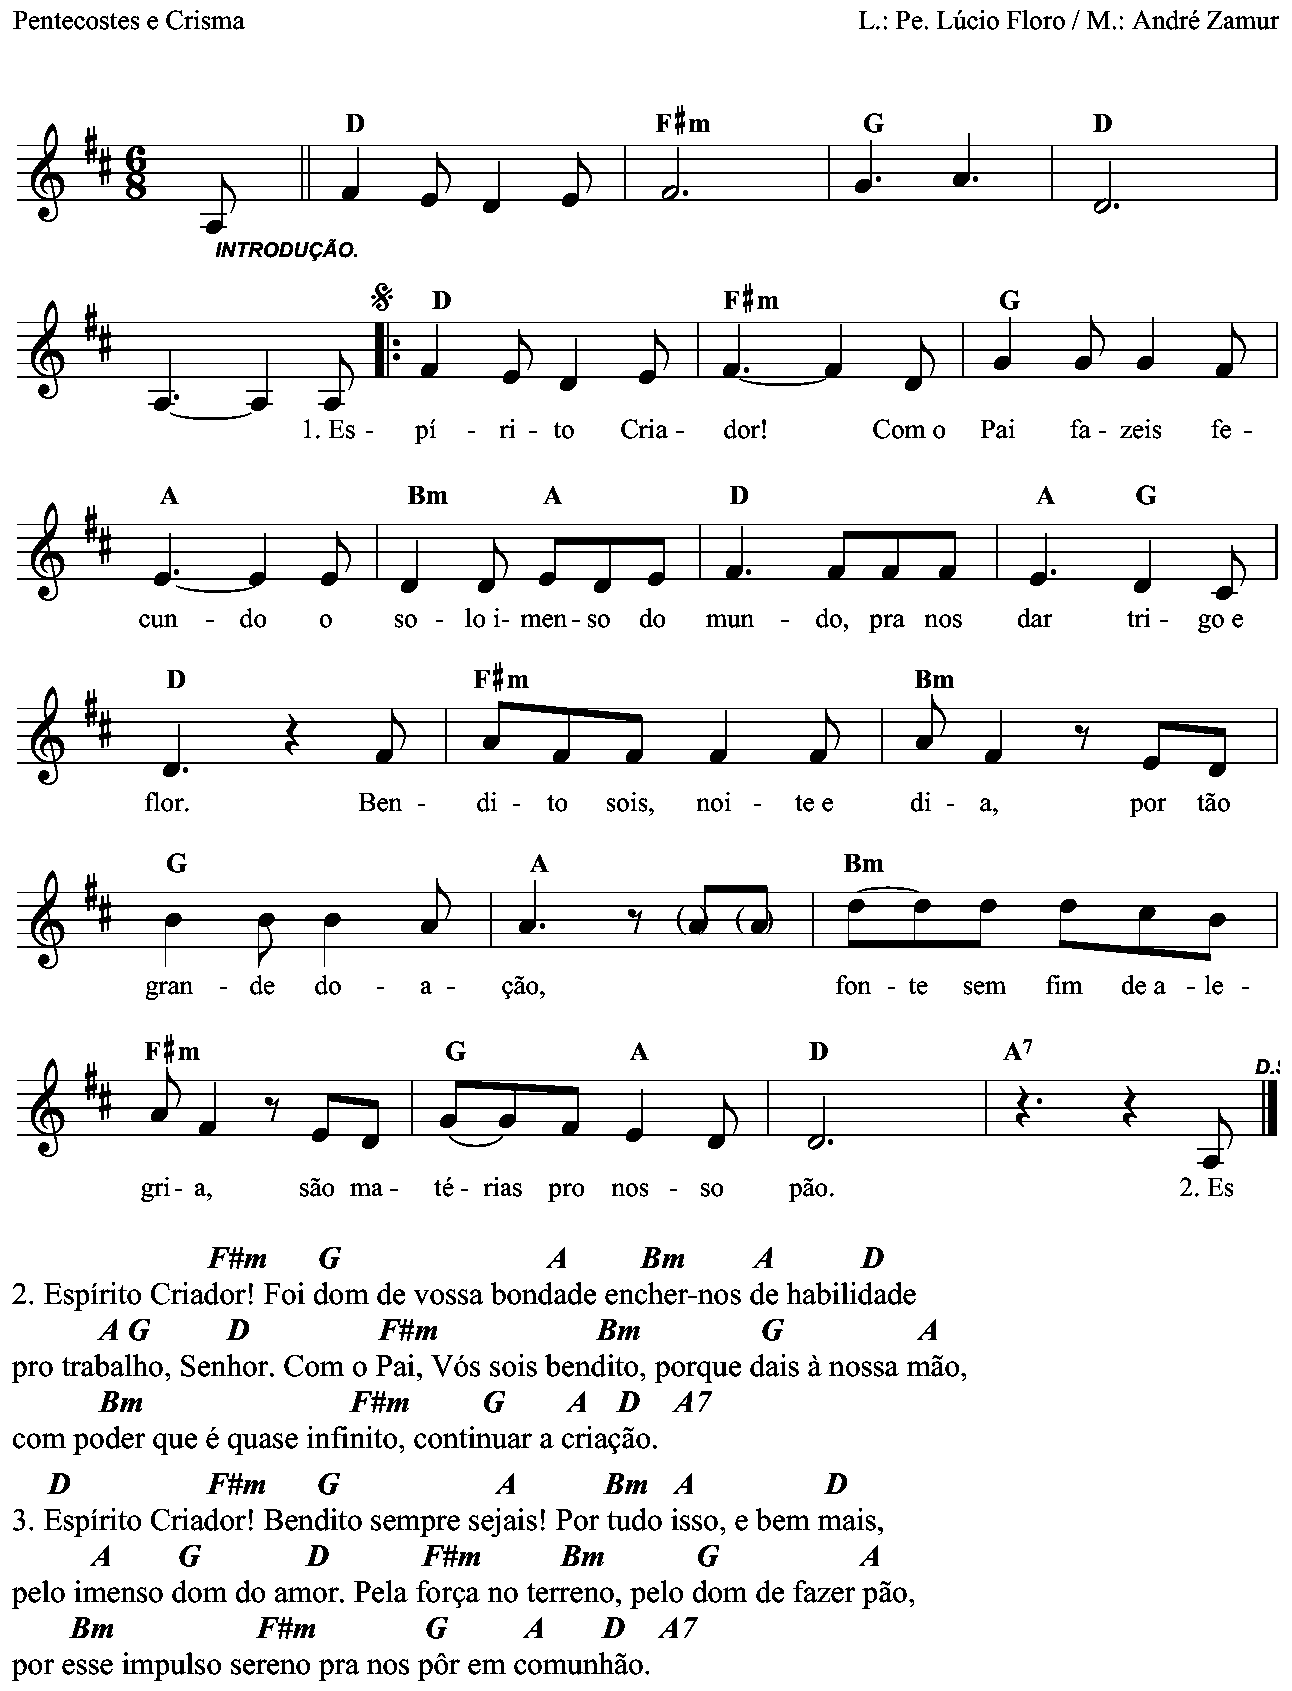 Pentecostes e Crisma L.: Pe. Lúcio Floro / M.: André Zamur
D F♯m G D
INTRODUÇÃO.
D F♯m G
1. Es - pí - ri - to Cria - dor! Com o Pai fa - zeis fe -
A Bm A D A G
cun - do o so - lo i - men - so do mun - do, pra nos dar tri - go e
D F♯m Bm
flor. Ben - di - to sois, noi - te e di - a, por tão
G A Bm
gran - de do - a - ção, fon - te sem fim de a - le -
F♯m G A D A7
D.S
gri - a, são ma - té - rias pro nos - so pão. 2. Es
F#m G A Bm A D
2. Espírito Criador! Foi dom de vossa bondade encher-nos de habilidade
A G D F#m Bm G A
pro trabalho, Senhor. Com o Pai, Vós sois bendito, porque dais à nossa mão,
Bm F#m G A D A7
com poder que é quase infinito, continuar a criação.
D F#m G A Bm A D
3. Espírito Criador! Bendito sempre sejais! Por tudo isso, e bem mais,
A G D F#m Bm G A
pelo imenso dom do amor. Pela força no terreno, pelo dom de fazer pão,
Bm F#m G A D A7
por esse impulso sereno pra nos pôr em comunhão.